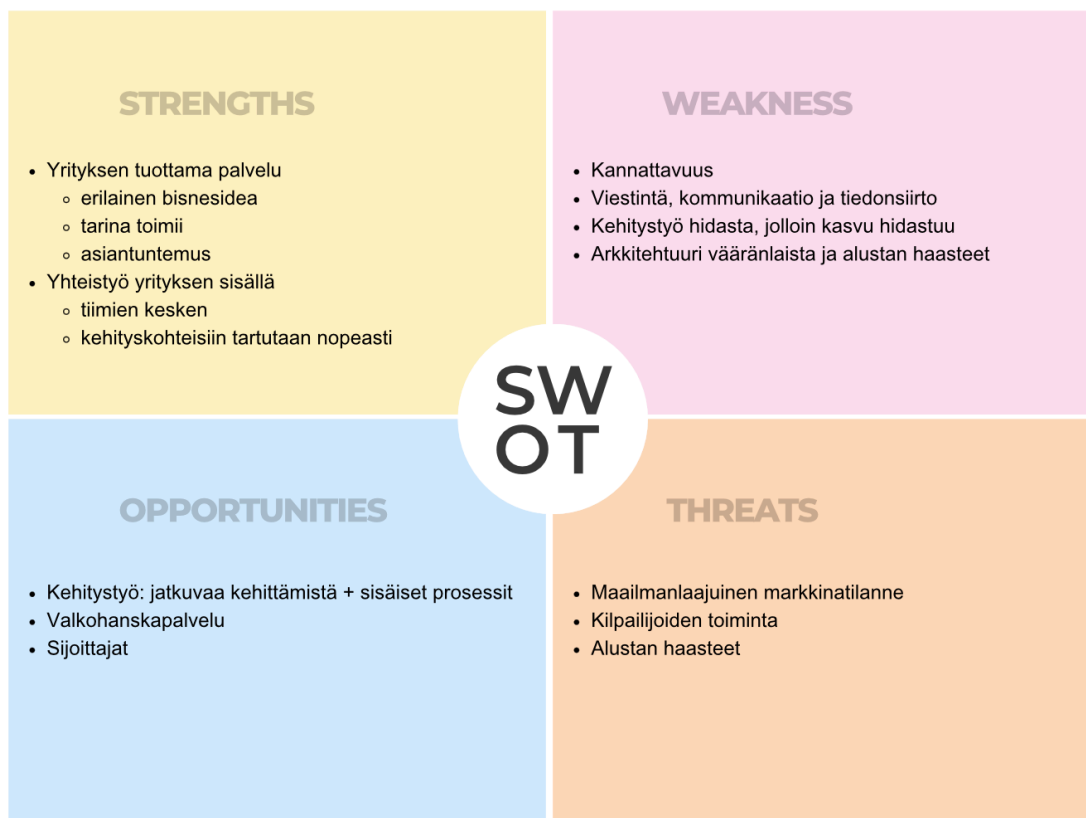 STRENGTHS
• Yrityksen tuottama palvelu
◦ erilainen bisnesidea
◦ tarina toimii
◦ asiantuntemus
• Yhteistyö yrityksen sisällä
◦ tiimien kesken
◦ kehityskohteisiin tartutaan nopeasti
WEAKNESS
• Kannattavuus
• Viestintä, kommunikaatio ja tiedonsiirto
• Kehitystyö hidasta, jolloin kasvu hidastuu
• Arkkitehtuuri vääränlaista ja alustan haasteet
SW
OT
OPPORTUNITIES
• Kehitystyö: jatkuvaa kehittämistä + sisäiset prosessit
• Valkohanskapalvelu
• Sijoittajat
THREATS
• Maailmanlaajuinen markkinatilanne
• Kilpailijoiden toiminta
• Alustan haasteet